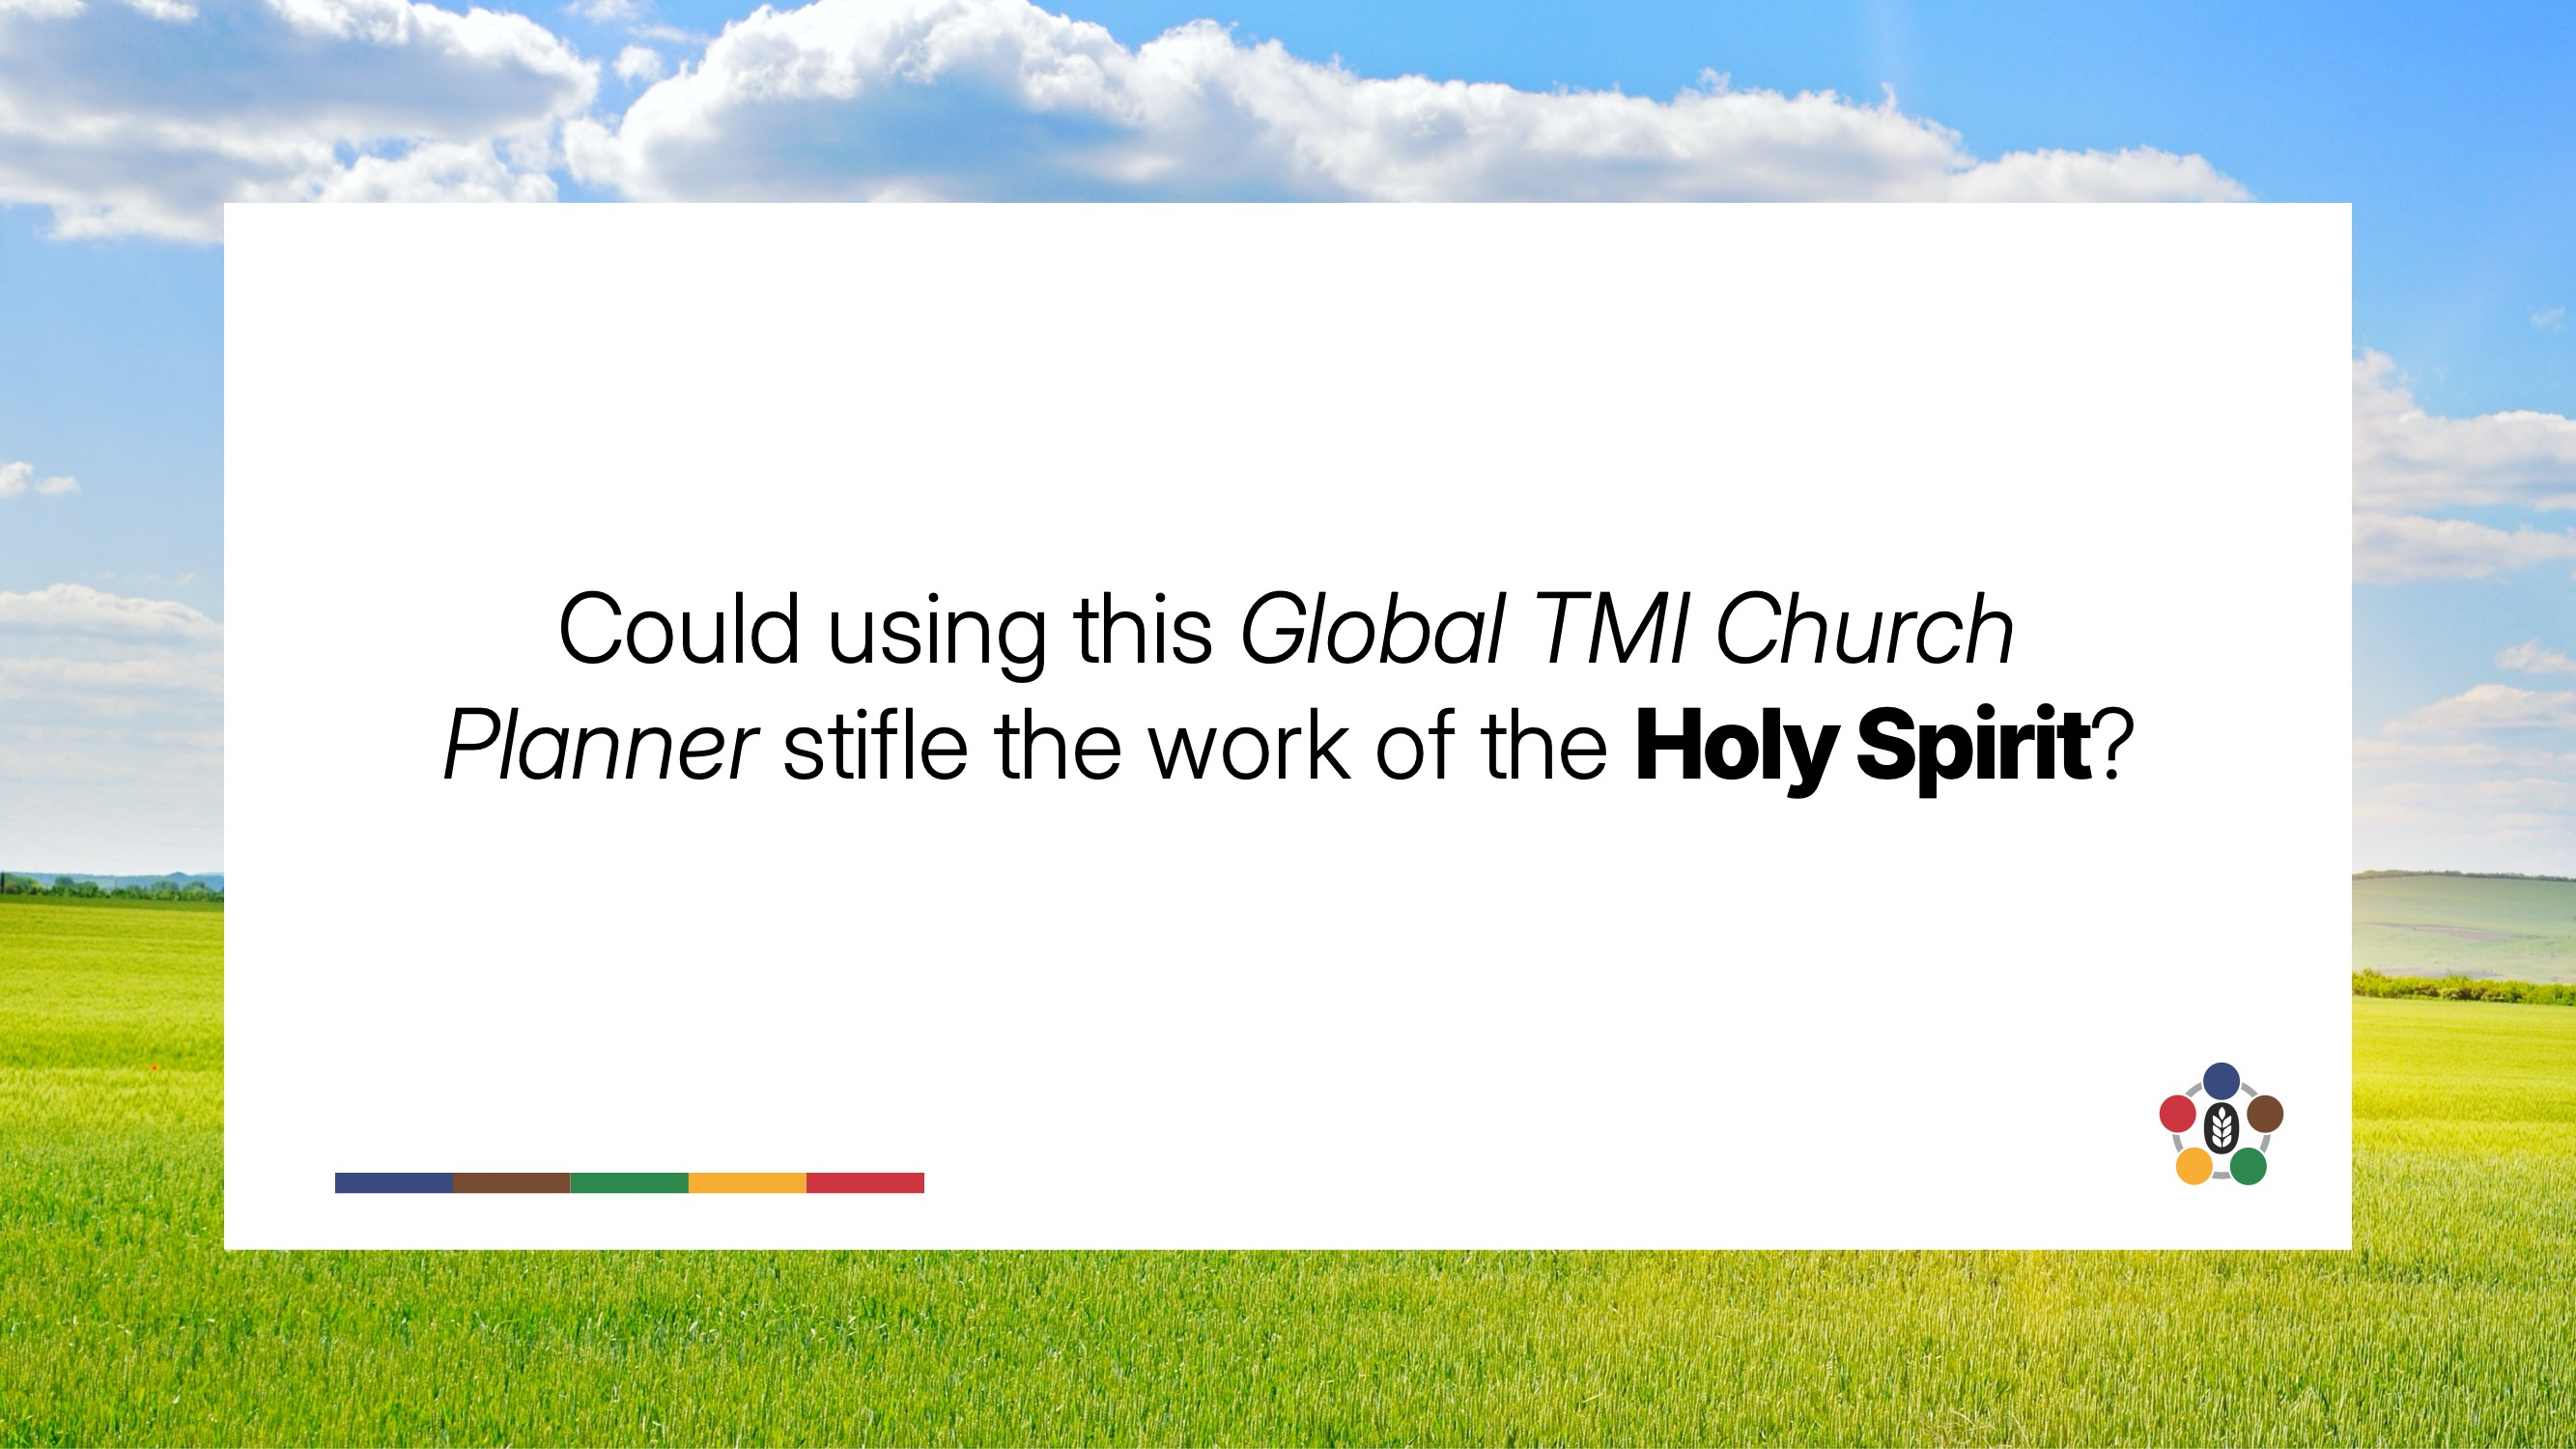 Could using this Global TMI Church
Planner stifle the work of the Holy Spirit?